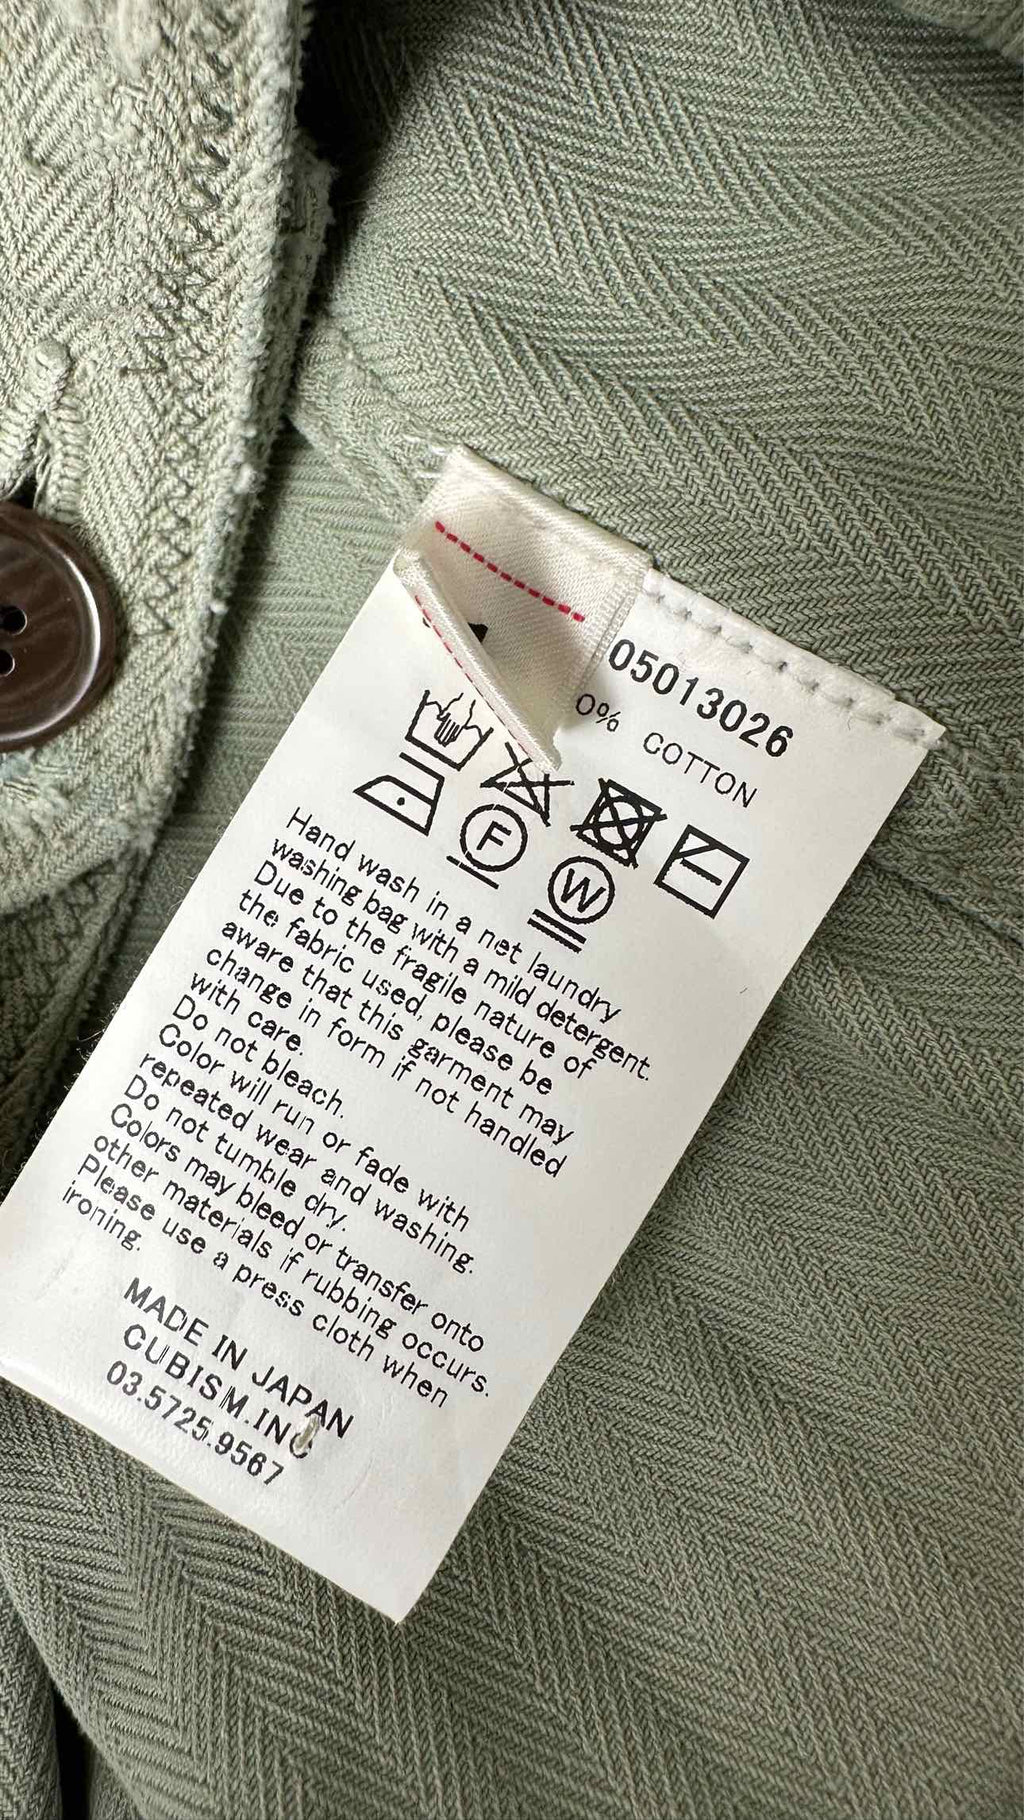 05013026
0% COTTON
F
W
Hand wash in a net laundry
washing bag with a mild detergent.
Due to the fragile nature of
the fabric used, please be
aware that this garment may
change in form if not handled
with care.
Do not bleach.
Color will run or fade with
repeated wear and washing.
Do not tumble dry.
Colors may bleed or transfer onto
other materials if rubbing occurs.
Please use a press cloth when
ironing.
MADE IN JAPAN
CUBISM.INC
03.5725.9567